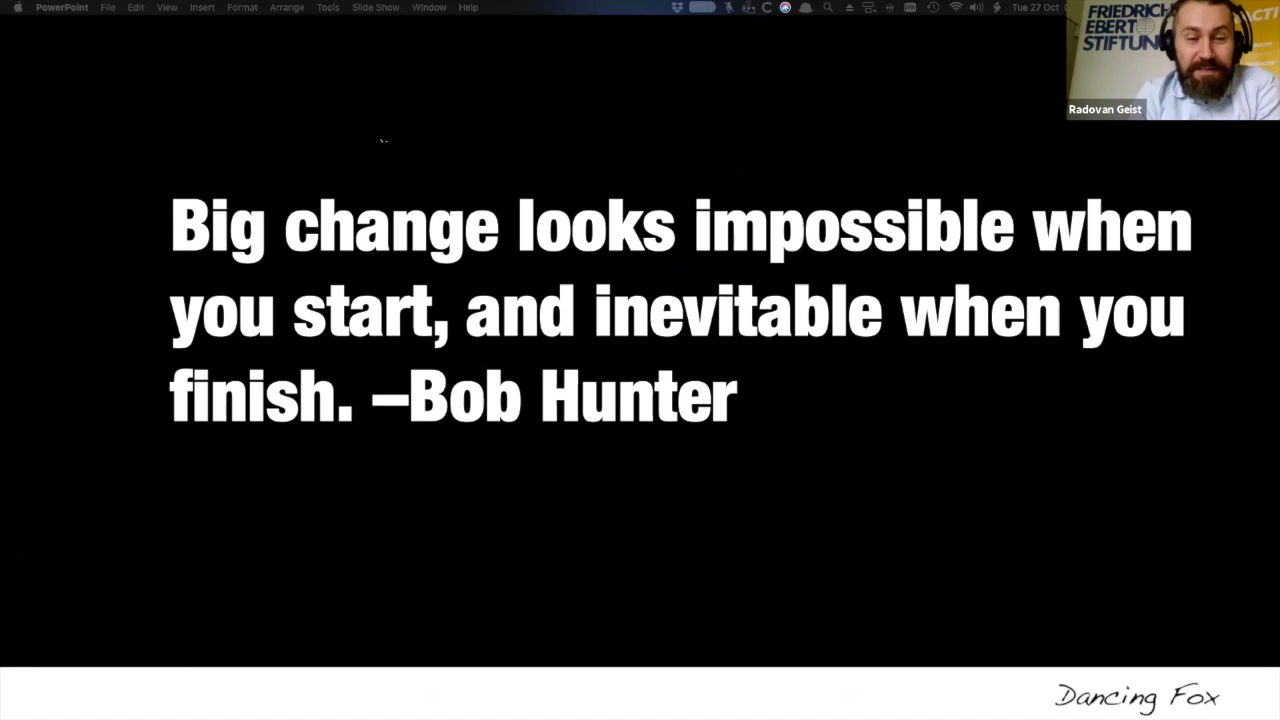 PowerPoint File Edit View Insert Format Arrange Tools Slide Show Window Help Tue 27 Oct
FRIEDRICH
EBERT
STIFTUNG
Radovan Geist
Big change looks impossible when
you start, and inevitable when you
finish. –Bob Hunter
Dancing Fox